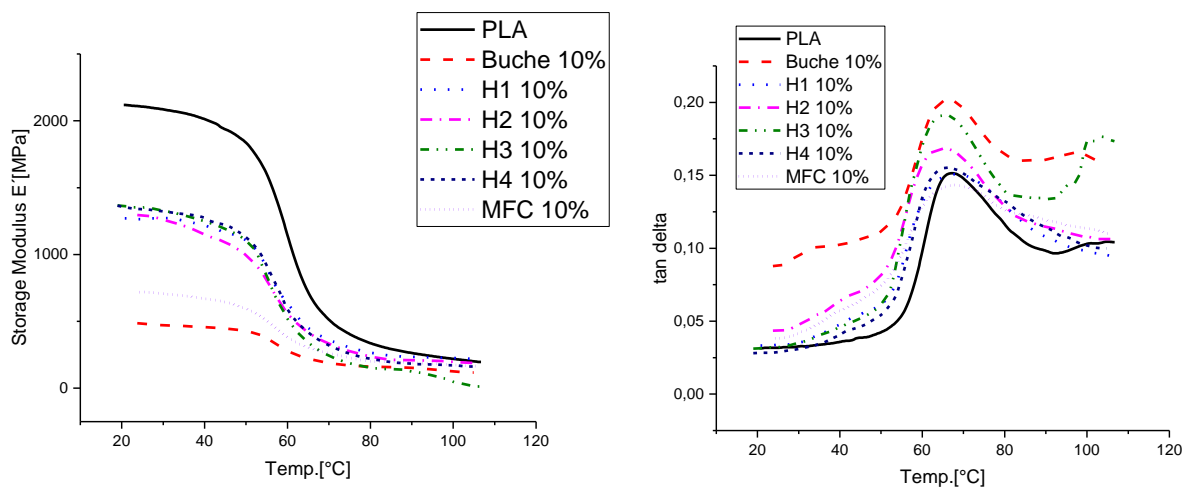 PLA
Buche 10%
H1 10%
H2 10%
H3 10%
H4 10%
MFC 10%
Storage Modulus E´[MPa]
2000
1000
0
20
40
60
80
100
120
Temp.[°C]
PLA
Buche 10%
H1 10%
H2 10%
H3 10%
H4 10%
MFC 10%
tan delta
0,20
0,15
0,10
0,05
0,00
20
40
60
80
100
120
Temp.[°C]